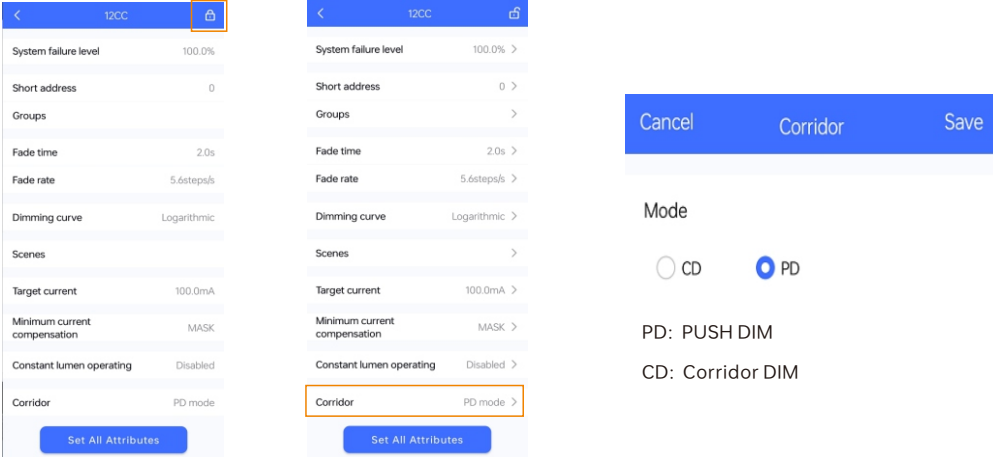 12CC
System failure level 100.0%
Short address 0
Groups
Fade time 2.0s
Fade rate 5.6steps/s
Dimming curve Logarithmic
Scenes
Target current 100.0mA
Minimum current
compensation MASK
Constant lumen operating Disabled
Corridor PD mode
Set All Attributes
12CC
System failure level 100.0%
Short address 0
Groups
Fade time 2.0s
Fade rate 5.6steps/s
Dimming curve Logarithmic
Scenes
Target current 100.0mA
Minimum current
compensation MASK
Constant lumen operating Disabled
Corridor PD mode
Set All Attributes
Cancel Corridor Save
Mode
CD PD
PD: PUSH DIM
CD: Corridor DIM